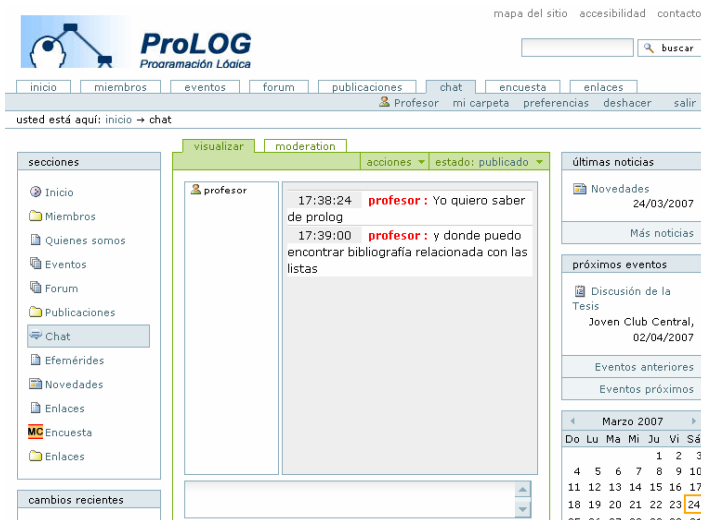 mapa del sitio accesibilidad contacto
ProLOG
Programación Lógica
buscar
inicio miembros eventos forum publicaciones chat encuesta enlaces
Profesor mi carpeta preferencias deshacer salir
usted está aquí: inicio → chat
secciones
Inicio
Miembros
Quienes somos
Eventos
Forum
Publicaciones
Chat
Efemérides
Novedades
Enlaces
MC Encuesta
Enlaces
cambios recientes
visualizar moderation
acciones estado: publicado
profesor
17:38:24 profesor : Yo quiero saber
de prolog
17:39:00 profesor : y donde puedo
encontrar bibliografía relacionada con las
listas
últimas noticias
Novedades
24/03/2007
Más noticias
próximos eventos
Discusión de la
Tesis
Joven Club Central,
02/04/2007
Eventos anteriores
Eventos próximos
Marzo 2007
Do Lu Ma Mi Ju Vi Sá
1 2 3
4 5 6 7 8 9 10
11 12 13 14 15 16 17
18 19 20 21 22 23 24